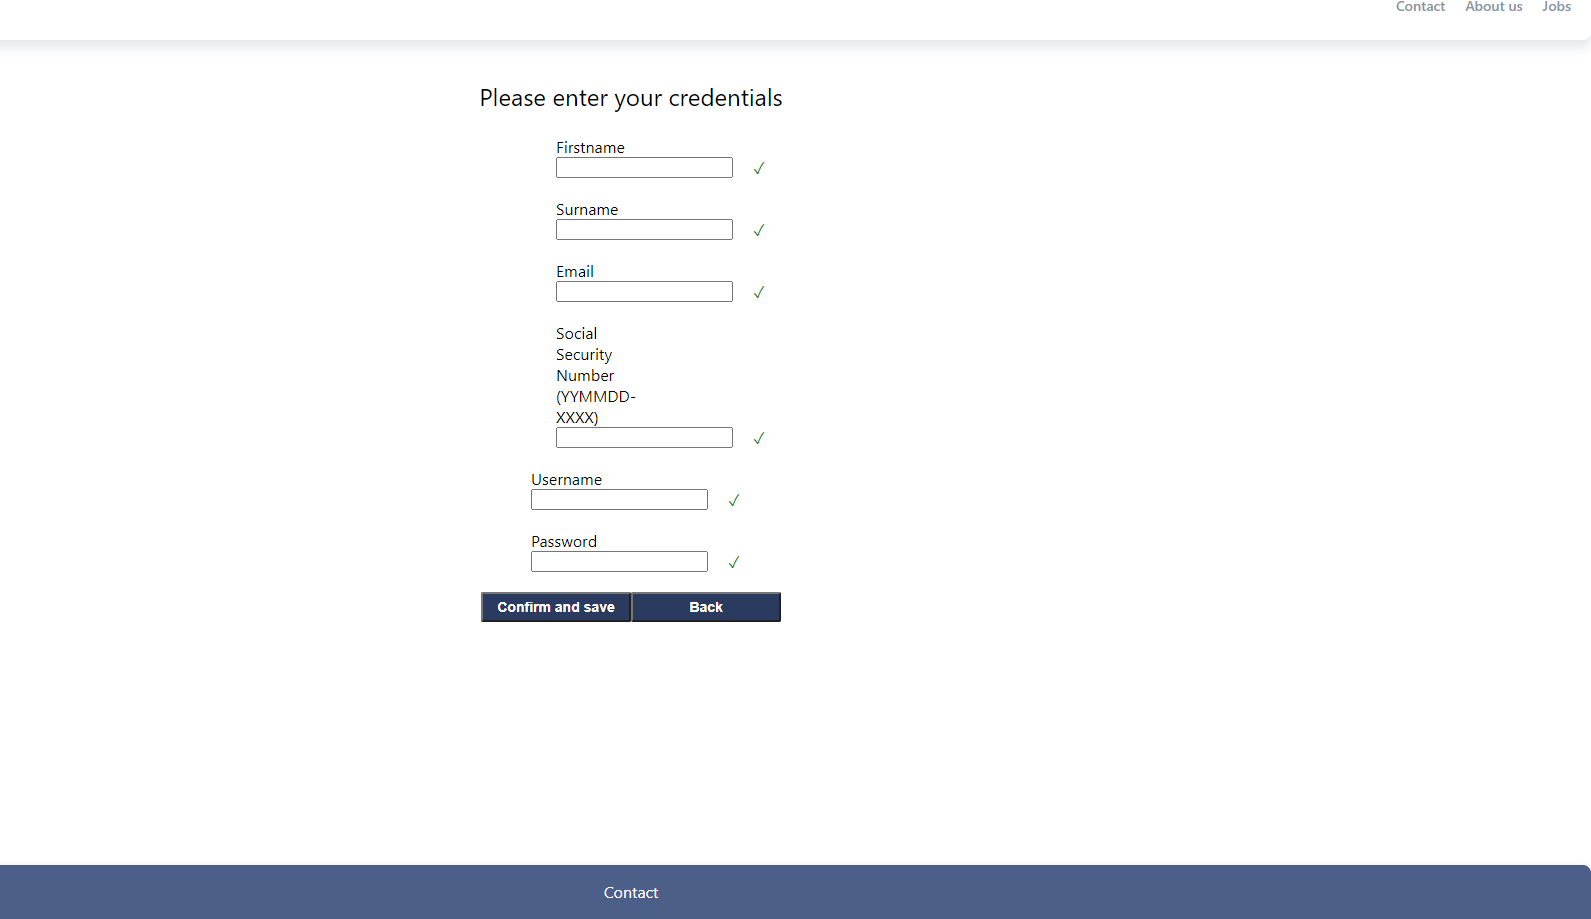 Contact About us Jobs
Please enter your credentials
Firstname
✓
Surname
✓
Email
✓
Social
Security
Number
(YYMMDD-
XXXX)
✓
Username
✓
Password
✓
Confirm and save Back
Contact